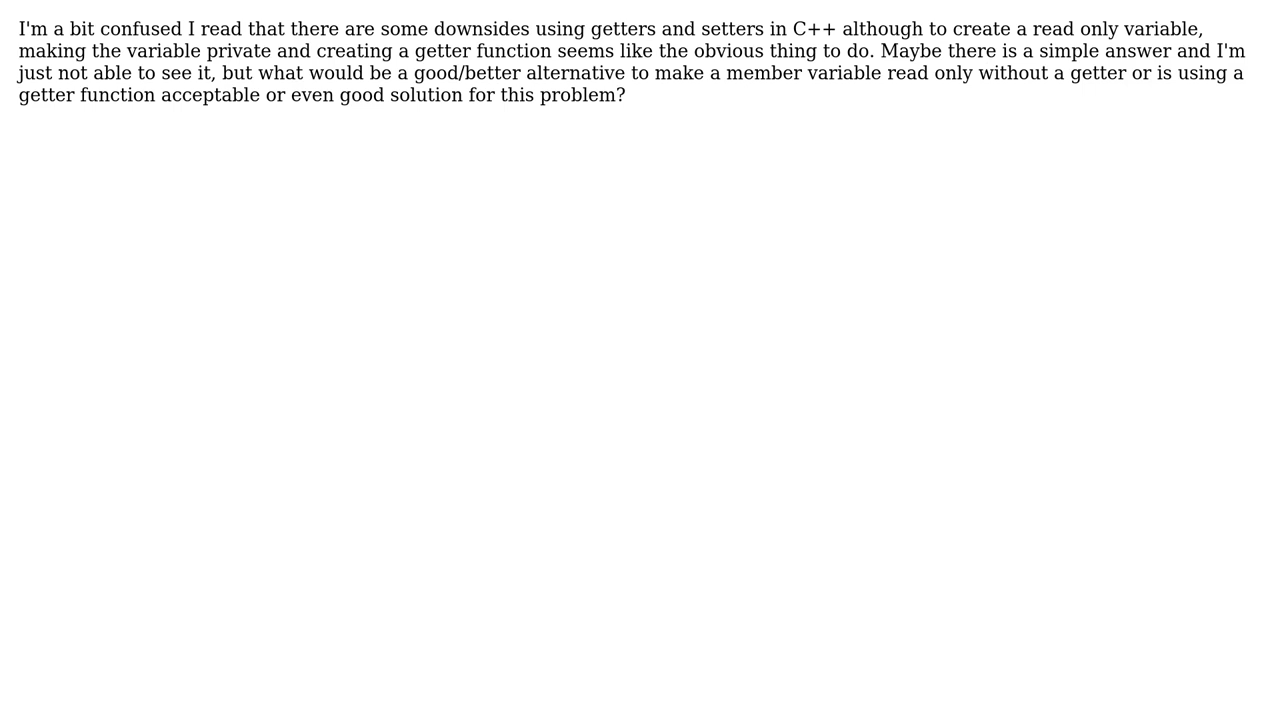 I'm a bit confused I read that there are some downsides using getters and setters in C++ although to create a read only variable,
making the variable private and creating a getter function seems like the obvious thing to do. Maybe there is a simple answer and I'm
just not able to see it, but what would be a good/better alternative to make a member variable read only without a getter or is using a
getter function acceptable or even good solution for this problem?